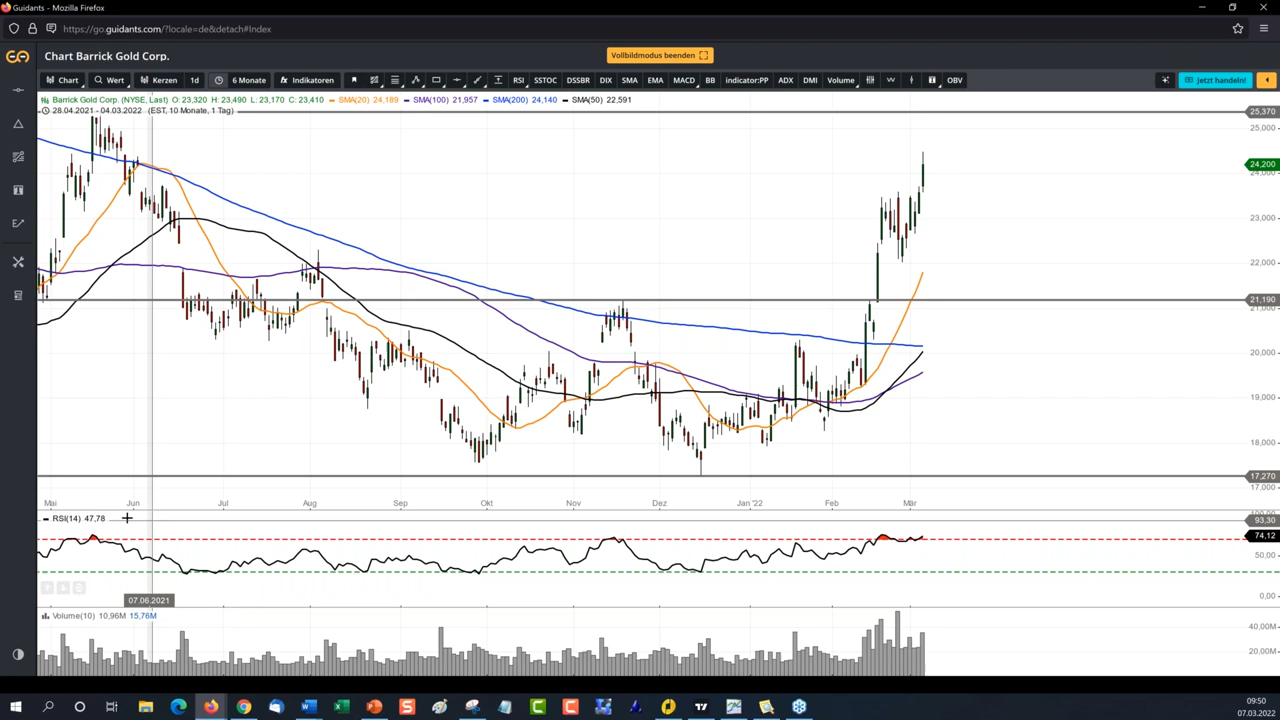 Guidants - Mozilla Firefox
https://go.guidants.com/?locale=de&detach#Index
Chart Barrick Gold Corp.
Vollbildmodus beenden
Chart Wert Kerzen 1d 6 Monate Indikatoren RSI SSTOC DSSBR DIX SMA EMA MACD BB indicator:PP ADX DMI Volume OBV Jetzt handeln!
Barrick Gold Corp. (NYSE, Last) O: 23,320 H: 23,490 L: 23,170 C: 23,410 SMA(20) 24,189 SMA(100) 21,957 SMA(200) 24,140 SMA(50) 22,591
28.04.2021 - 04.03.2022 (EST, 10 Monate, 1 Tag)
25,370
25,000
24,200
24,000
23,000
22,000
21,190
21,000
20,000
19,000
18,000
17,270
17,000
Mai Jun Jul Aug Sep Okt Nov Dez Jan '22 Feb Mär
RSI(14) 47,78
93,30
74,12
50,00
0,00
07.06.2021
Volume(10) 10,96M 15,76M
40,00M
20,00M
09:50
07.03.2022